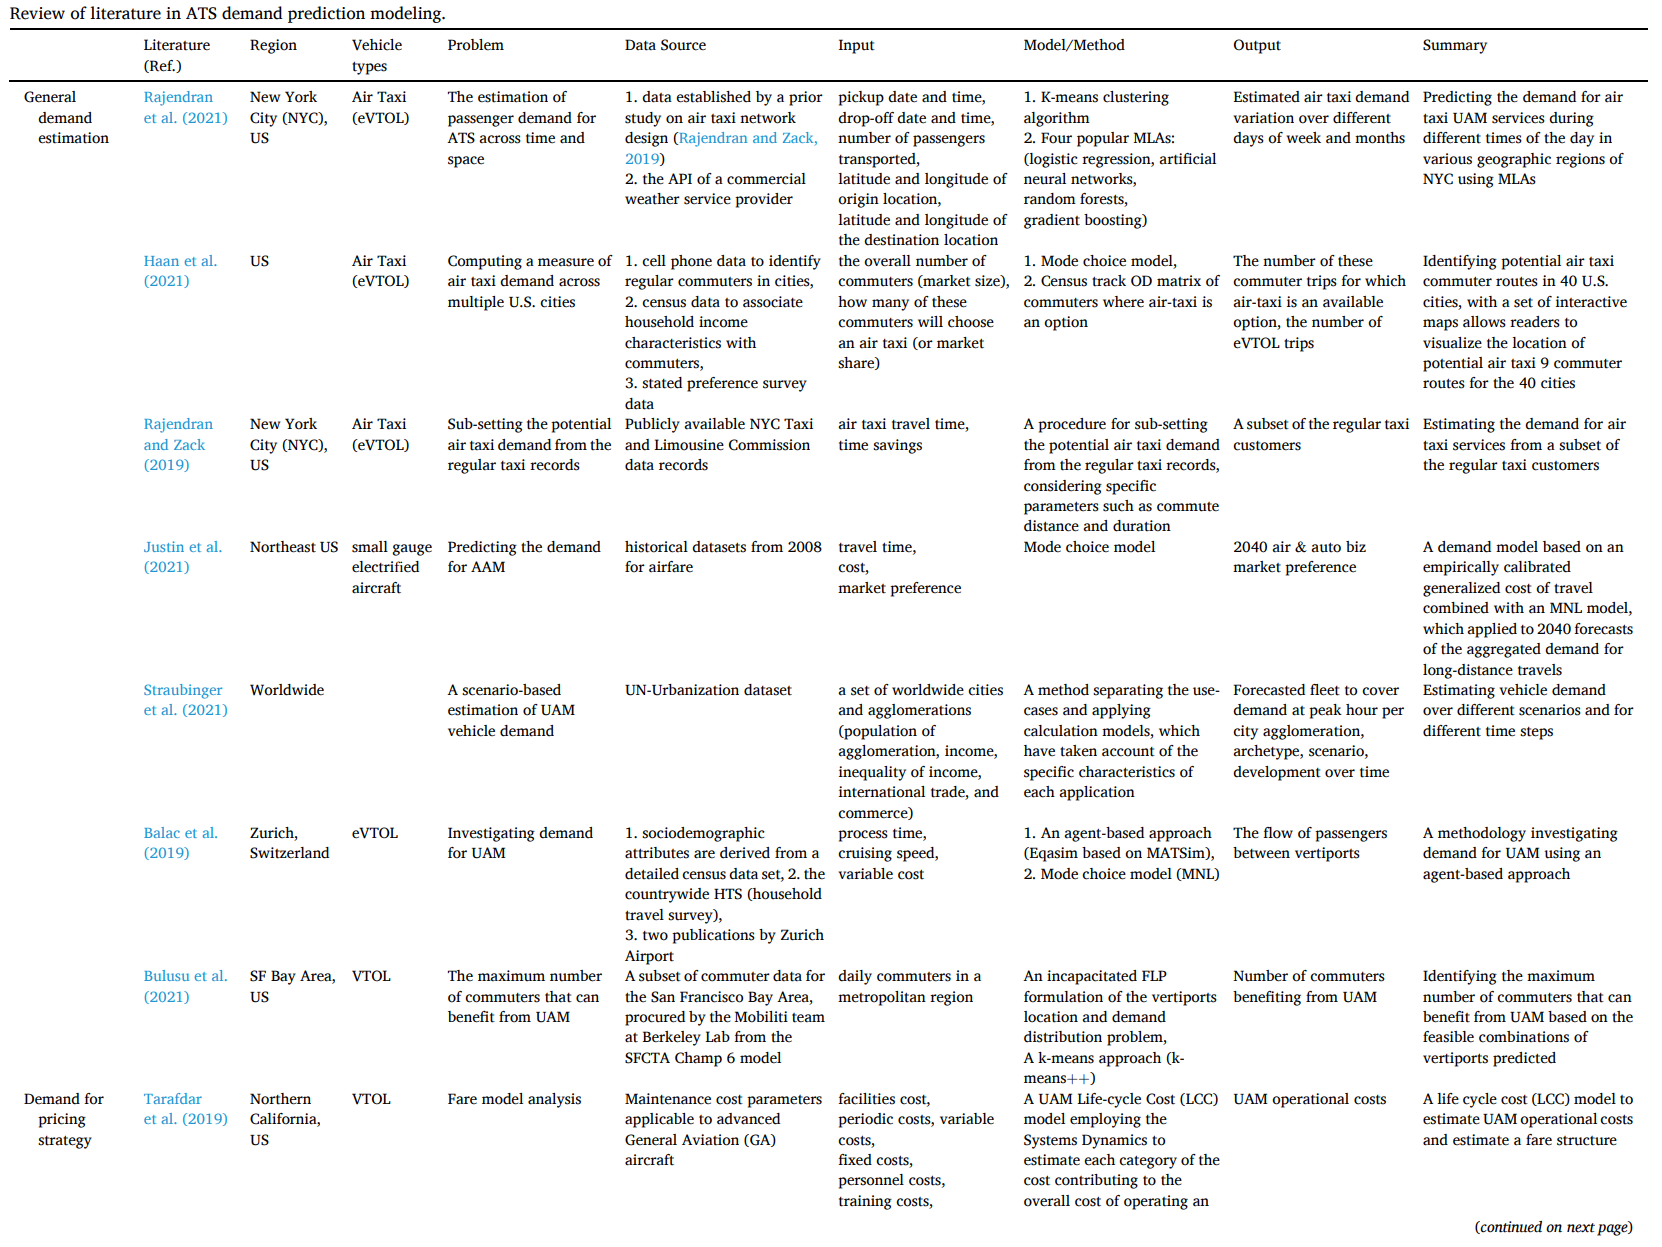 Review of literature in ATS demand prediction modeling.
Literature (Ref.)
Region
Vehicle types
Problem
Data Source
Input
Model/Method
Output
Summary
General
demand
estimation
Rajendran
et al. (2021)
New York
City (NYC),
US
Air Taxi
(eVTOL)
The estimation of
passenger demand for
ATS across time and
space
1. data established by a prior
study on air taxi network
design (Rajendran and Zack,
2019)
2. the API of a commercial
weather service provider
pickup date and time,
drop-off date and time,
number of passengers
transported,
latitude and longitude of
origin location,
latitude and longitude of
the destination location
1. K-means clustering
algorithm
2. Four popular MLAs:
(logistic regression, artificial
neural networks,
random forests,
gradient boosting)
Estimated air taxi demand
variation over different
days of week and months
Predicting the demand for air
taxi UAM services during
different times of the day in
various geographic regions of
NYC using MLAs
Haan et al.
(2021)
US
Air Taxi
(eVTOL)
Computing a measure of
air taxi demand across
multiple U.S. cities
1. cell phone data to identify
regular commuters in cities,
2. census data to associate
household income
characteristics with
commuters,
3. stated preference survey
data
the overall number of
commuters (market size),
how many of these
commuters will choose
an air taxi (or market
share)
1. Mode choice model,
2. Census track OD matrix of
commuters where air-taxi is
an option
The number of these
commuter trips for which
air-taxi is an available
option, the number of
eVTOL trips
Identifying potential air taxi
commuter routes in 40 U.S.
cities, with a set of interactive
maps allows readers to
visualize the location of
potential air taxi 9 commuter
routes for the 40 cities
Rajendran
and Zack
(2019)
New York
City (NYC),
US
Air Taxi
(eVTOL)
Sub-setting the potential
air taxi demand from the
regular taxi records
Publicly available NYC Taxi
and Limousine Commission
data records
air taxi travel time,
time savings
A procedure for sub-setting
the potential air taxi demand
from the regular taxi records,
considering specific
parameters such as commute
distance and duration
A subset of the regular taxi
customers
Estimating the demand for air
taxi services from a subset of
the regular taxi customers
Justin et al.
(2021)
Northeast US
small gauge
electrified
aircraft
Predicting the demand
for AAM
historical datasets from 2008
for airfare
travel time,
cost,
market preference
Mode choice model
2040 air & auto biz
market preference
A demand model based on an
empirically calibrated
generalized cost of travel
combined with an MNL model,
which applied to 2040 forecasts
of the aggregated demand for
long-distance travels
Straubinger
et al. (2021)
Worldwide
A scenario-based
estimation of UAM
vehicle demand
UN-Urbanization dataset
a set of worldwide cities
and agglomerations
(population of
agglomeration, income,
inequality of income,
international trade, and
commerce)
A method separating the use-
cases and applying
calculation models, which
have taken account of the
specific characteristics of
each application
Forecasted fleet to cover
demand at peak hour per
city agglomeration,
archetype, scenario,
development over time
Estimating vehicle demand
over different scenarios and for
different time steps
Balac et al.
(2019)
Zurich,
Switzerland
eVTOL
Investigating demand
for UAM
1. sociodemographic
attributes are derived from a
detailed census data set, 2. the
countrywide HTS (household
travel survey),
3. two publications by Zurich
Airport
process time,
cruising speed,
variable cost
1. An agent-based approach
(Eqasim based on MATSim),
2. Mode choice model (MNL)
The flow of passengers
between vertiports
A methodology investigating
demand for UAM using an
agent-based approach
Bulusu et al.
(2021)
SF Bay Area,
US
VTOL
The maximum number
of commuters that can
benefit from UAM
A subset of commuter data for
the San Francisco Bay Area,
procured by the Mobiliti team
at Berkeley Lab from the
SFCTA Champ 6 model
daily commuters in a
metropolitan region
An incapacitated FLP
formulation of the vertiports
location and demand
distribution problem,
A k-means approach (k-
means++)
Number of commuters
benefiting from UAM
Identifying the maximum
number of commuters that can
benefit from UAM based on the
feasible combinations of
vertiports predicted
Demand for
pricing
strategy
Tarafdar
et al. (2019)
Northern
California,
US
VTOL
Fare model analysis
Maintenance cost parameters
applicable to advanced
General Aviation (GA)
aircraft
facilities cost,
periodic costs, variable
costs,
fixed costs,
personnel costs,
training costs,
A UAM Life-cycle Cost (LCC)
model employing the
Systems Dynamics to
estimate each category of the
cost contributing to the
overall cost of operating an
UAM operational costs
A life cycle cost (LCC) model to
estimate UAM operational costs
and estimate a fare structure
(continued on next page)